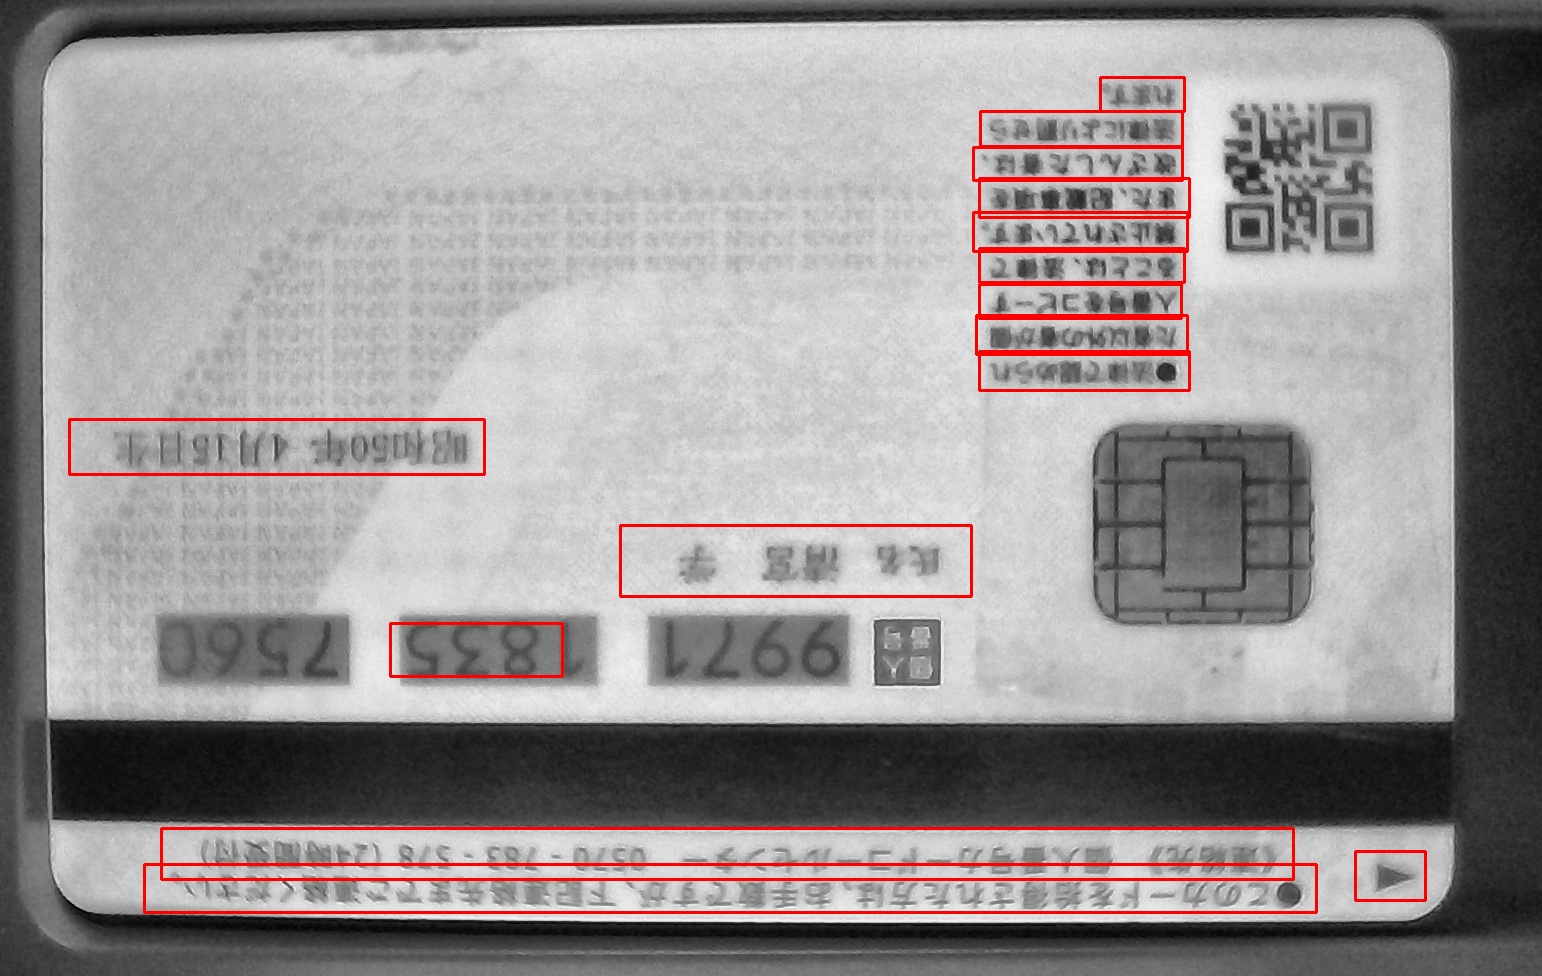 ●このカードを拾得された方は、お手数ですが、下記連絡先までご連絡ください。
《連絡先》 個人番号カードコールセンター 0570-783-578 (24時間受付)
個人番号 9971 1835 7560
氏名 清宮 学
昭和50年 4月15日生
●法律で認められ
た者以外の者が個
人番号をコピーす
ることは、法律で
禁止されています。
また、記載事項を
改ざんした者は、
法律により罰せら
れます。